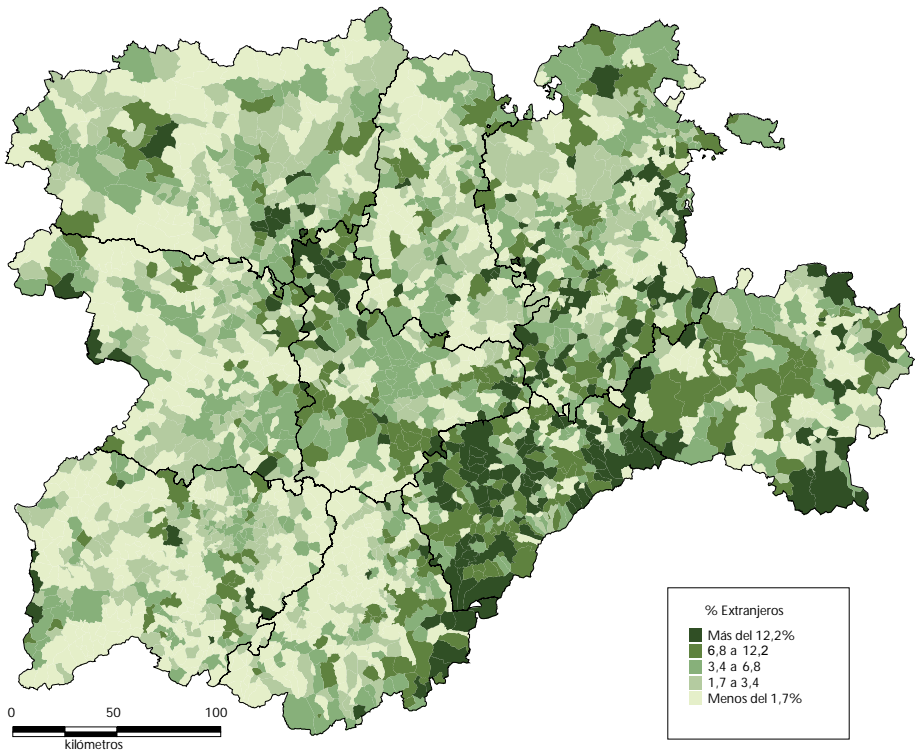 % Extranjeros
Más del 12,2%
6,8 a 12,2
3,4 a 6,8
1,7 a 3,4
Menos del 1,7%
0 50 100
kilómetros